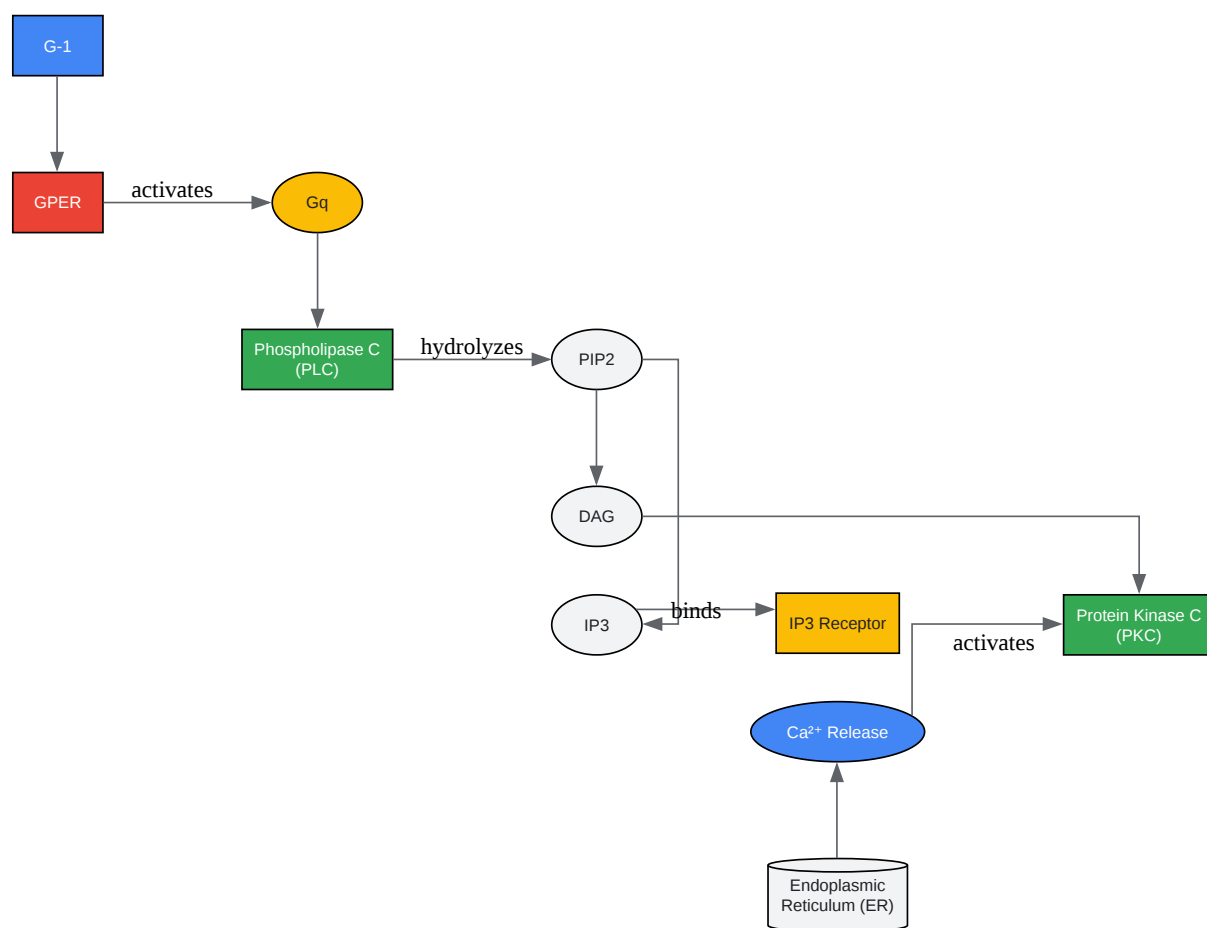 G-1
GPER
activates
Gq
Phospholipase C
(PLC)
hydrolyzes
PIP2
DAG
IP3
binds
IP3 Receptor
activates
Protein Kinase C
(PKC)
Ca²⁺ Release
Endoplasmic
Reticulum (ER)